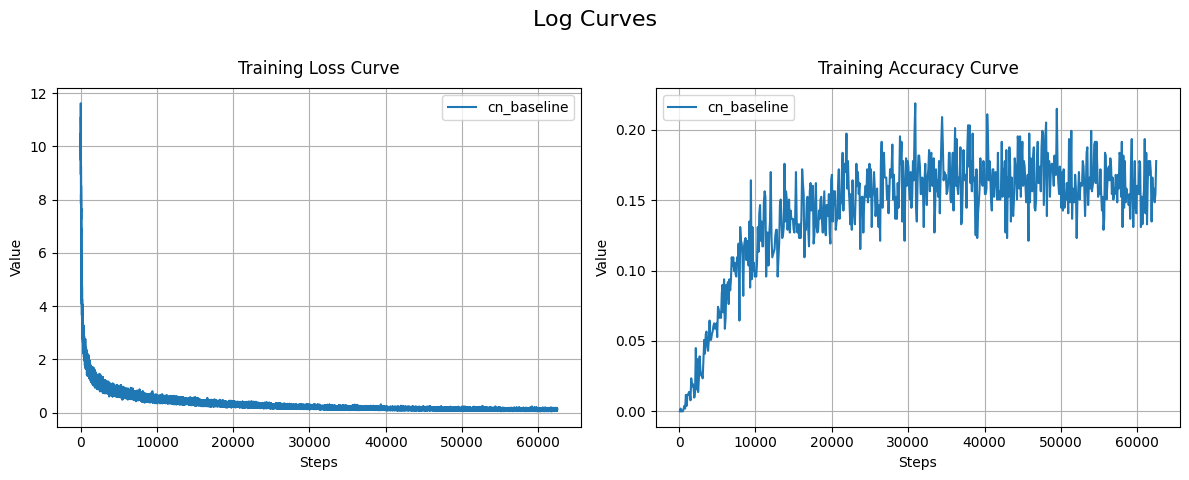 Log Curves
Training Loss Curve
12
10
8
6
4
2
0
Value
cn_baseline
0 10000 20000 30000 40000 50000 60000
Steps
Training Accuracy Curve
0.20
0.15
0.10
0.05
0.00
Value
cn_baseline
0 10000 20000 30000 40000 50000 60000
Steps